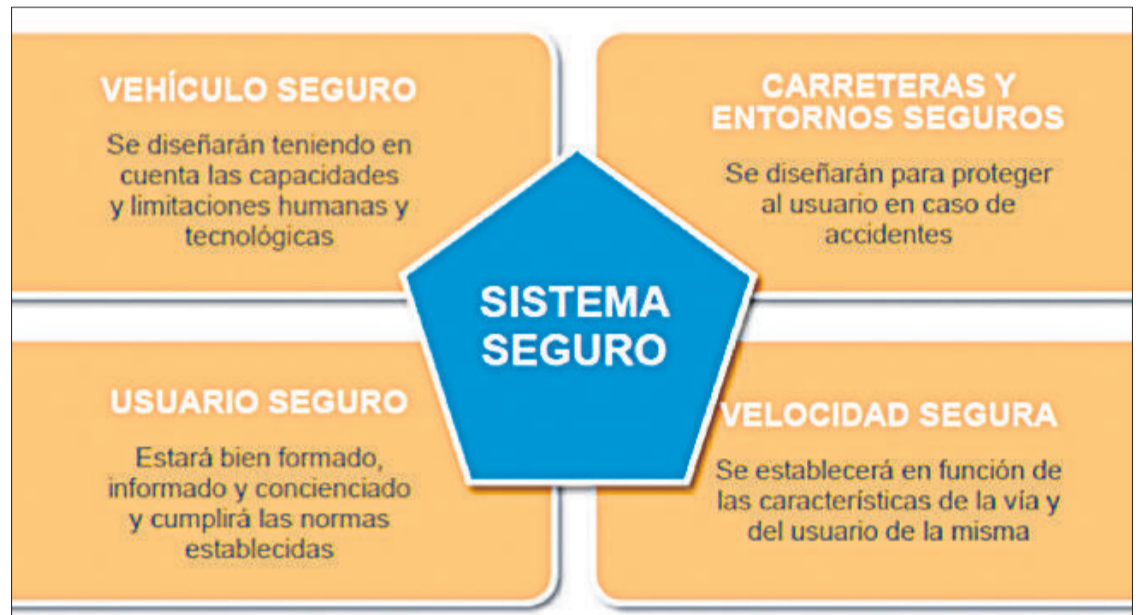 VEHÍCULO SEGURO
Se diseñarán teniendo en
cuenta las capacidades
y limitaciones humanas y
tecnológicas
CARRETERAS Y
ENTORNOS SEGUROS
Se diseñarán para proteger
al usuario en caso de
accidentes
SISTEMA
SEGURO
USUARIO SEGURO
Estará bien formado,
informado y concienciado
y cumplirá las normas
establecidas
VELOCIDAD SEGURA
Se establecerá en función de
las características de la vía y
del usuario de la misma